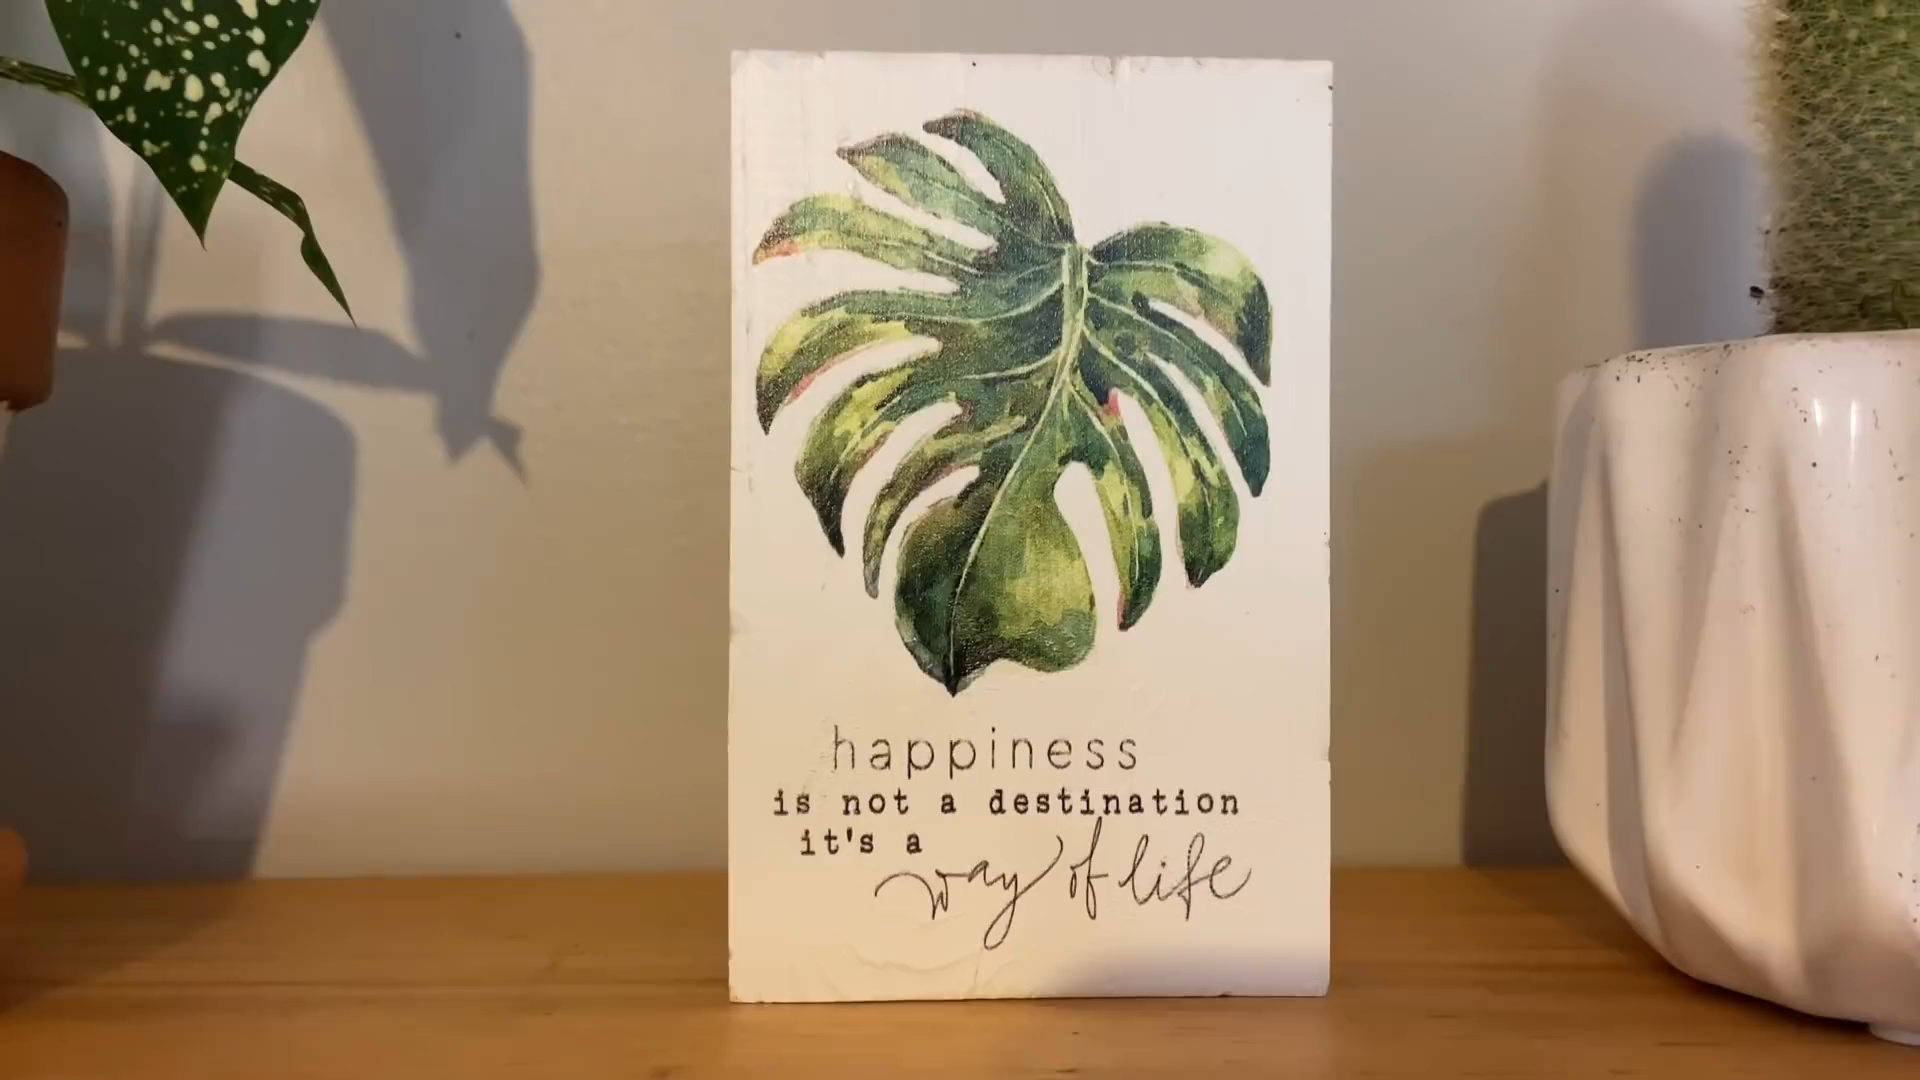 happiness
is not a destination
it's a
way of life